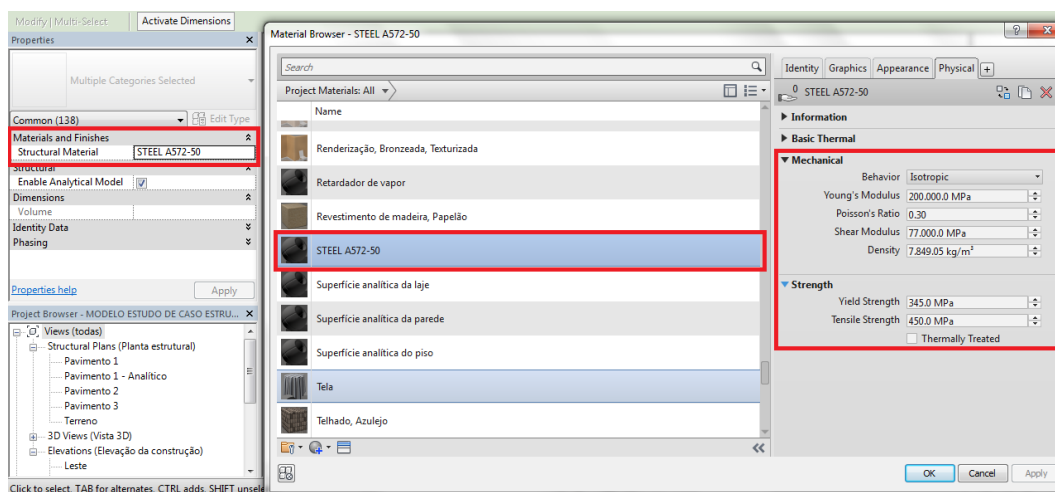 Modify | Multi-Select
Activate Dimensions
Properties
Multiple Categories Selected
Common (138)
Edit Type
Materials and Finishes
Structural Material
STEEL A572-50
Structural
Enable Analytical Model
Dimensions
Volume
Identity Data
Phasing
Properties help
Apply
Project Browser - MODELO ESTUDO DE CASO ESTRU...
Views (todas)
Structural Plans (Planta estrutural)
Pavimento 1
Pavimento 1 - Analítico
Pavimento 2
Pavimento 3
Terreno
3D Views (Vista 3D)
Elevations (Elevação da construção)
Leste
Click to select, TAB for alternates, CTRL adds, SHIFT unsele
Material Browser - STEEL A572-50
Search
Project Materials: All
Name
Renderização, Bronzeada, Texturizada
Retardador de vapor
Revestimento de madeira, Papelão
STEEL A572-50
Superfície analítica da laje
Superfície analítica da parede
Superfície analítica do piso
Tela
Telhado, Azulejo
Identity Graphics Appearance Physical +
0 STEEL A572-50
Information
Basic Thermal
Mechanical
Behavior Isotropic
Young's Modulus 200.000.0 MPa
Poisson's Ratio 0.30
Shear Modulus 77.000.0 MPa
Density 7.849.05 kg/m³
Strength
Yield Strength 345.0 MPa
Tensile Strength 450.0 MPa
Thermally Treated
OK Cancel Apply